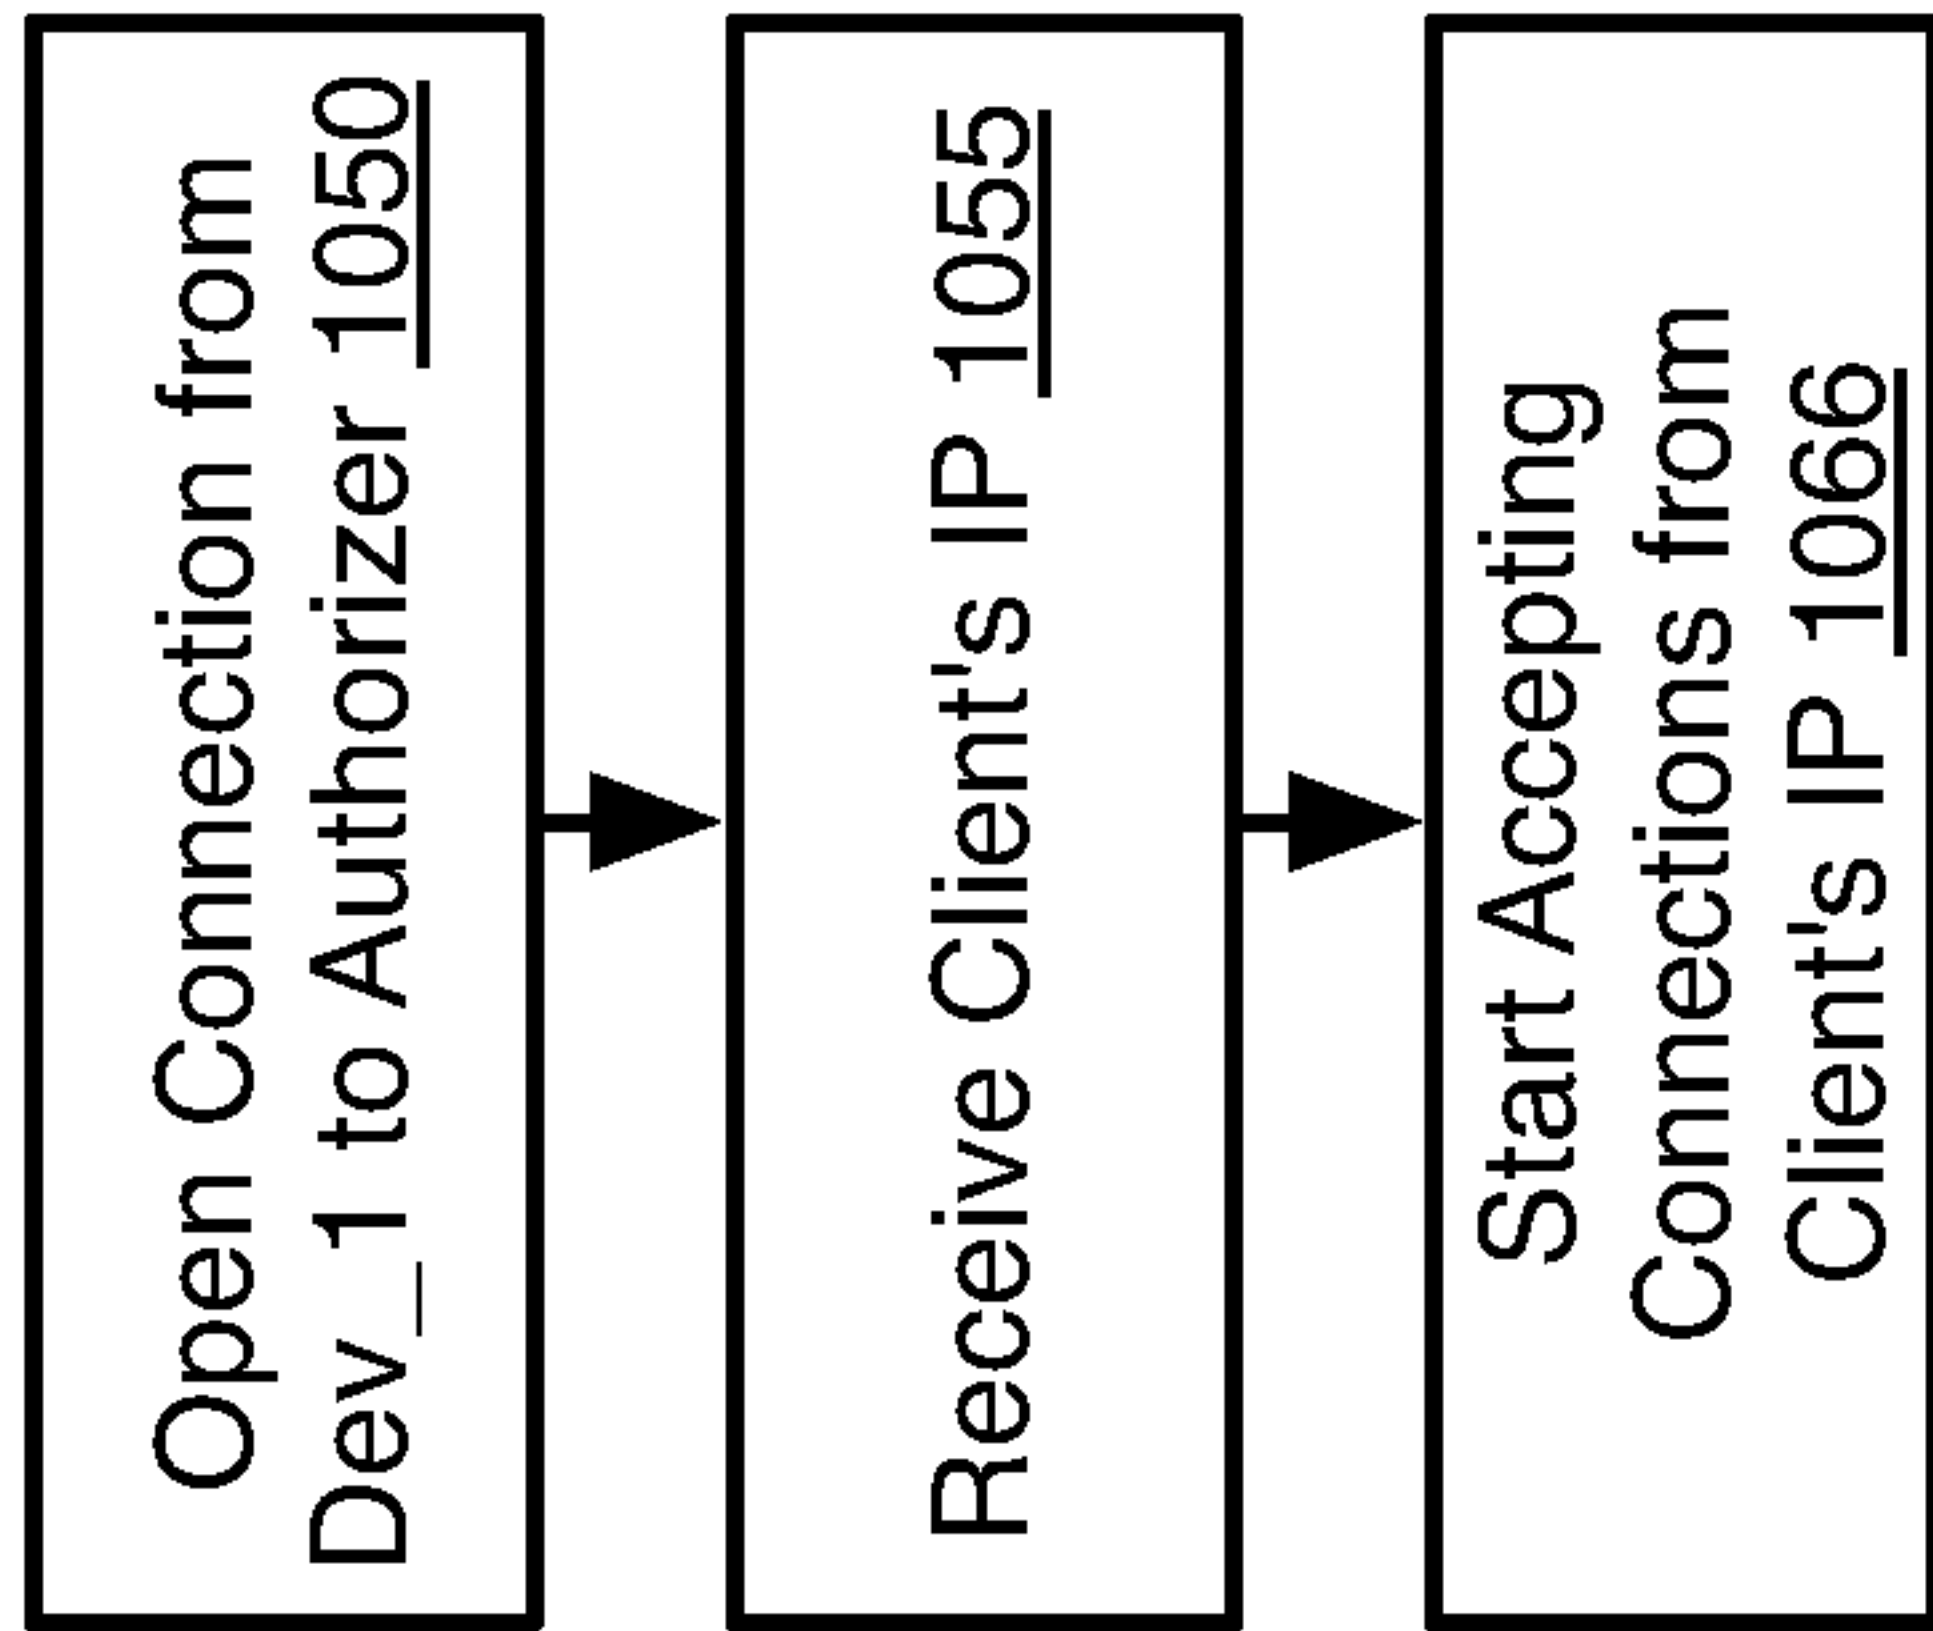 Open Connection from
Dev_1 to Authorizer 1050
Receive Client's IP 1055
Start Accepting
Connections from
Client's IP 1066